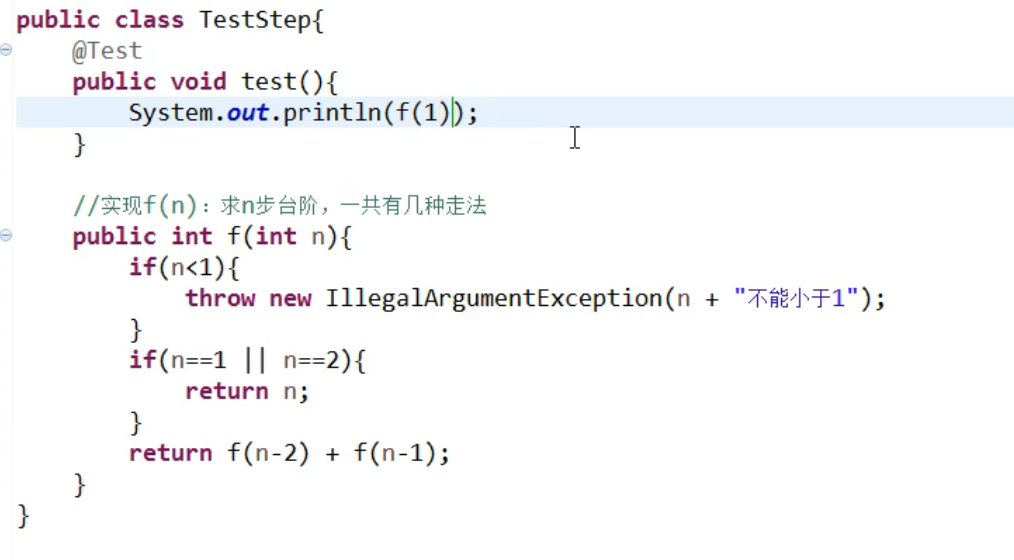 public class TestStep{
@Test
public void test(){
System.out.println(f(1));
}
//实现f(n)：求n步台阶，一共有几种走法
public int f(int n){
if(n<1){
throw new IllegalArgumentException(n + "不能小于1");
}
if(n==1 || n==2){
return n;
}
return f(n-2) + f(n-1);
}
}